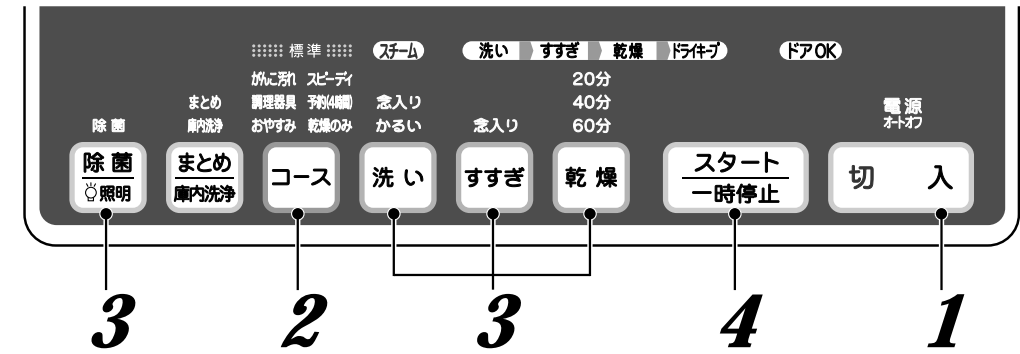 標準 スチーム 洗い すすぎ 乾燥 ドライキープ ドアOK
がんこ汚れ スピーディ 20分
まとめ 調理器具 予約(4時間) 念入り 40分 電源
除菌 庫内洗浄 おやすみ 乾燥のみ かるい 念入り 60分 オートオフ
除菌 まとめ コース 洗い すすぎ 乾燥 スタート 切 入
照明 庫内洗浄 一時停止
3 2 3 4 1